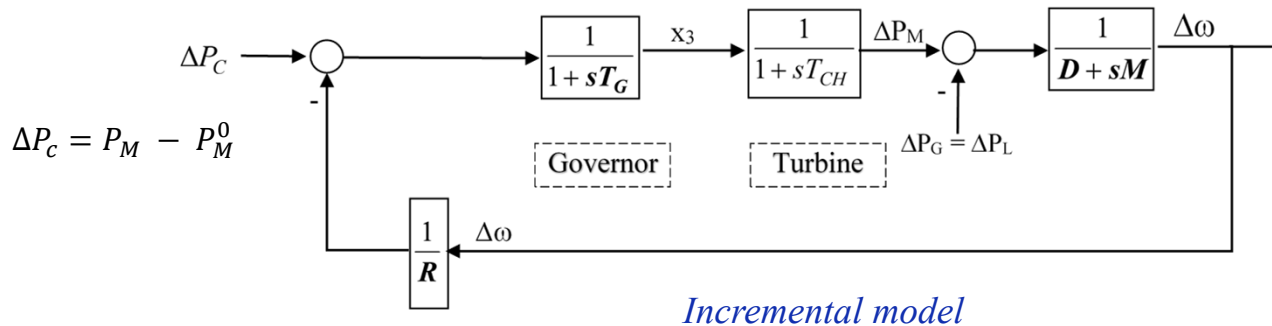 ΔP_C
-
1
1 + sT_G
x₃
1
1 + sT_CH
ΔP_M
-
1
D + sM
Δω
ΔP_c = P_M − P_M^0
ΔP_G = ΔP_L
Governor
Turbine
1
R
Δω
Incremental model